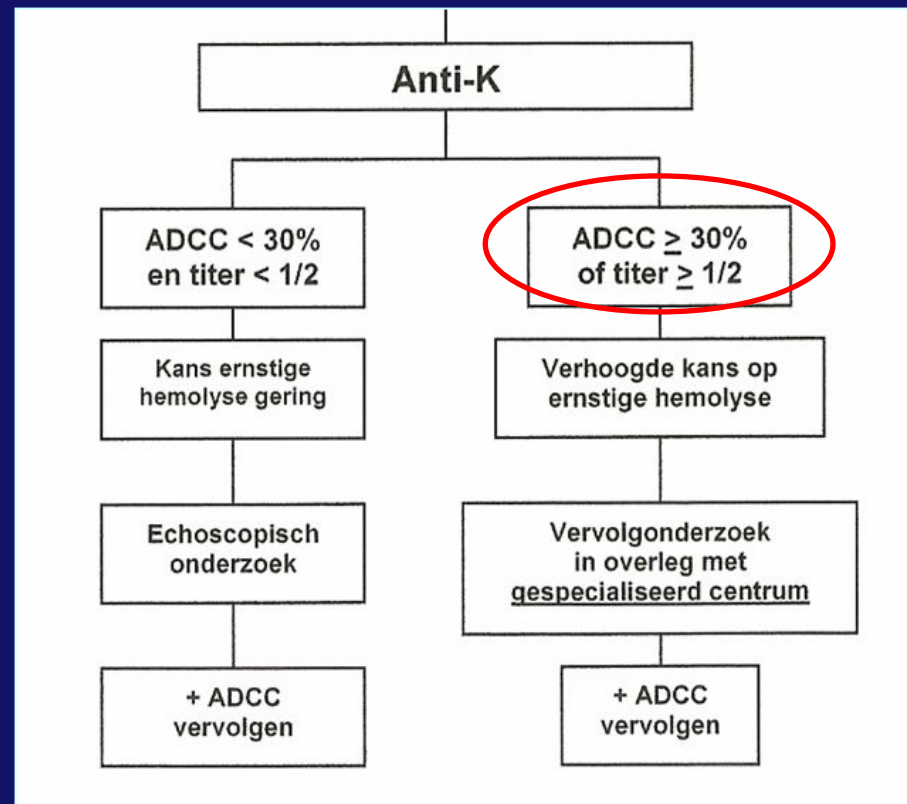 Anti-K
ADCC < 30%
en titer < 1/2
ADCC ≥ 30%
of titer ≥ 1/2
Kans ernstige
hemolyse gering
Verhoogde kans op
ernstige hemolyse
Echoscopisch
onderzoek
Vervolgonderzoek
in overleg met
gespecialiseerd centrum
+ ADCC
vervolgen
+ ADCC
vervolgen